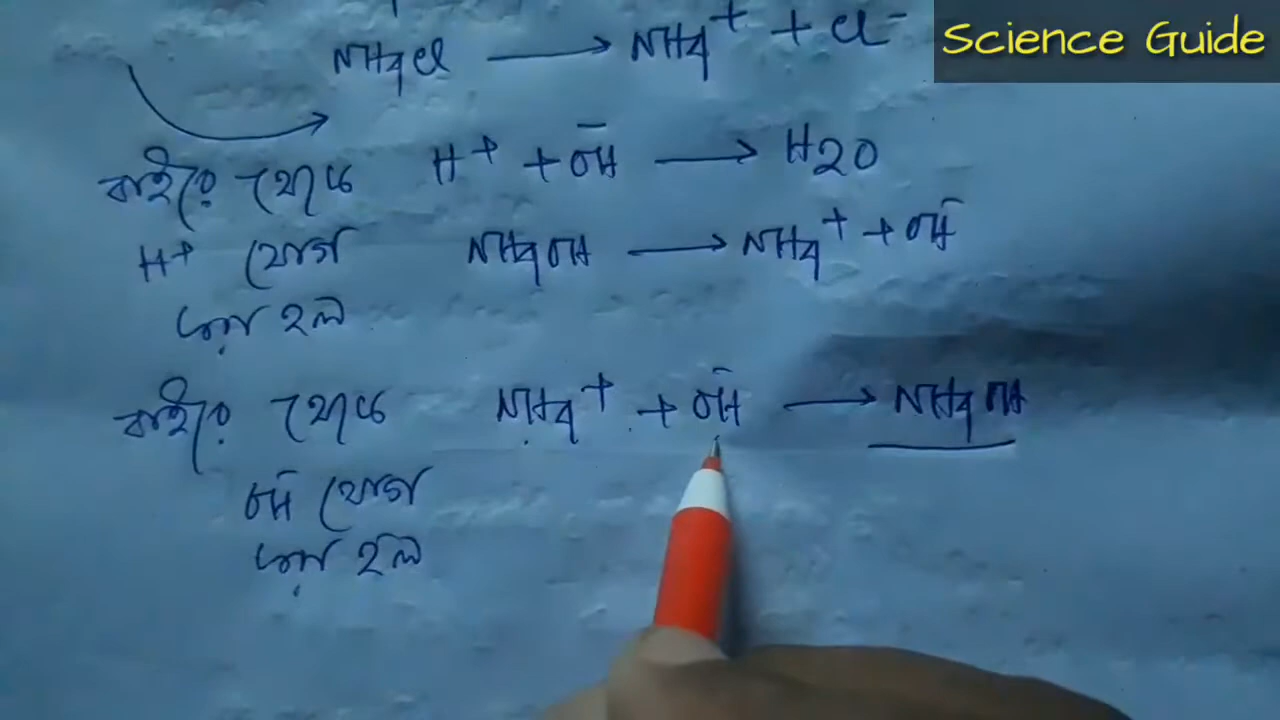 Science Guide
NH4Cl → NH4+ + Cl-
বাইরে থেকে H+ + OH- → H2O
H+ যোগ NH4OH → NH4+ + OH-
করা হল
বাইরে থেকে NH4+ + OH- → NH4OH
OH- যোগ
করা হল